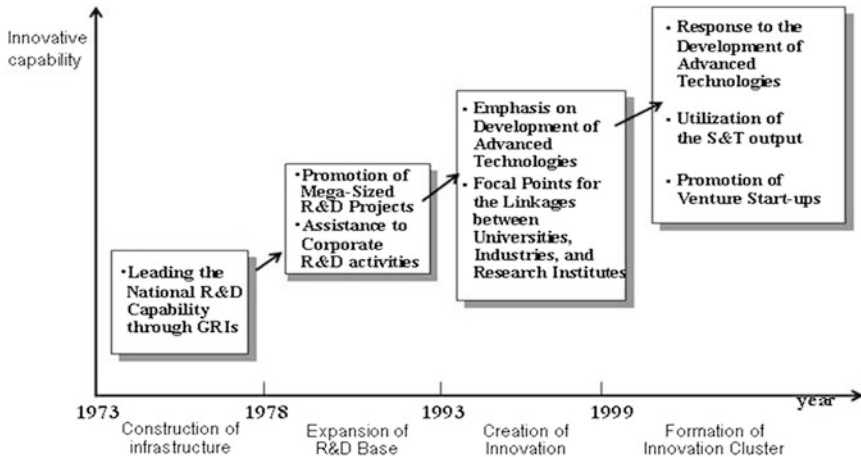 Innovative
capability
• Response to the
Development of
Advanced
Technologies
• Utilization of
the S&T output
• Promotion of
Venture Start-ups
• Emphasis on
Development of
Advanced
Technologies
• Focal Points for
the Linkages
between
Universities,
Industries, and
Research Institutes
• Promotion of
Mega-Sized
R&D Projects
• Assistance to
Corporate
R&D activities
• Leading the
National R&D
Capability
through GRIs
1973
1978
1993
1999
year
Construction of
infrastructure
Expansion of
R&D Base
Creation of
Innovation
Formation of
Innovation Cluster